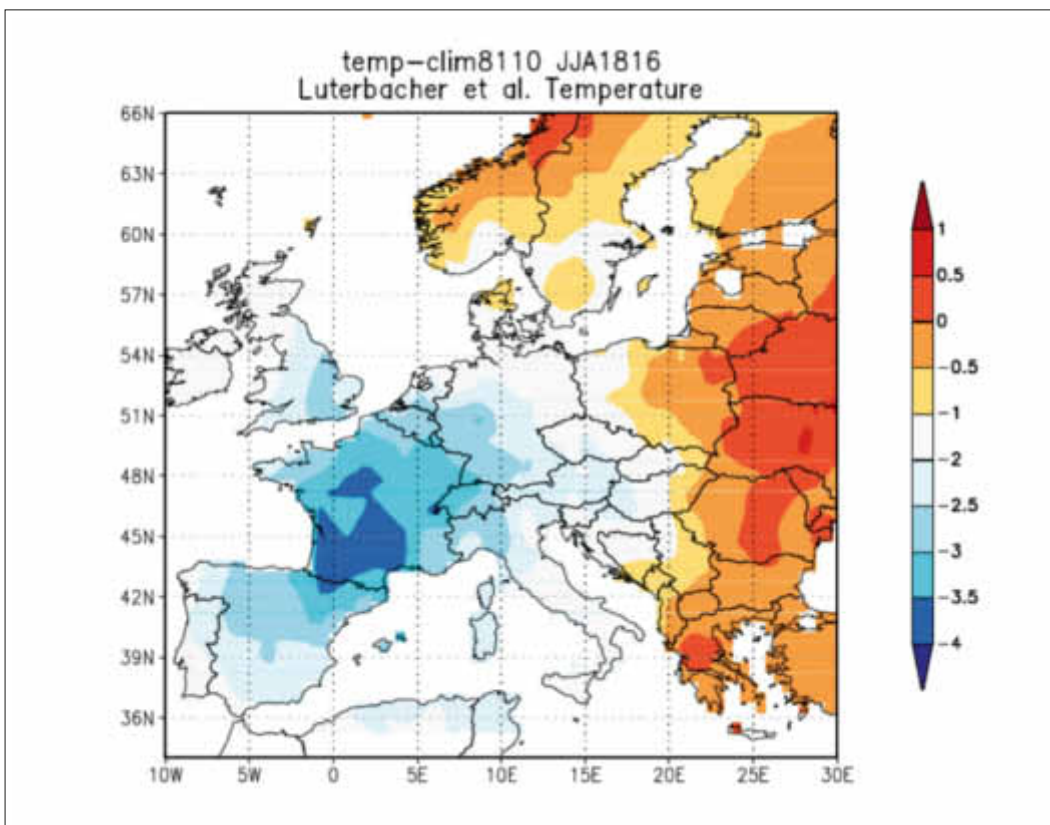 temp-clim8110 JJA1816
Luterbacher et al. Temperature
66N
63N
60N
57N
54N
51N
48N
45N
42N
39N
36N
10W 5W 0 5E 10E 15E 20E 25E 30E
1
0.5
0
-0.5
-1
-2
-2.5
-3
-3.5
-4